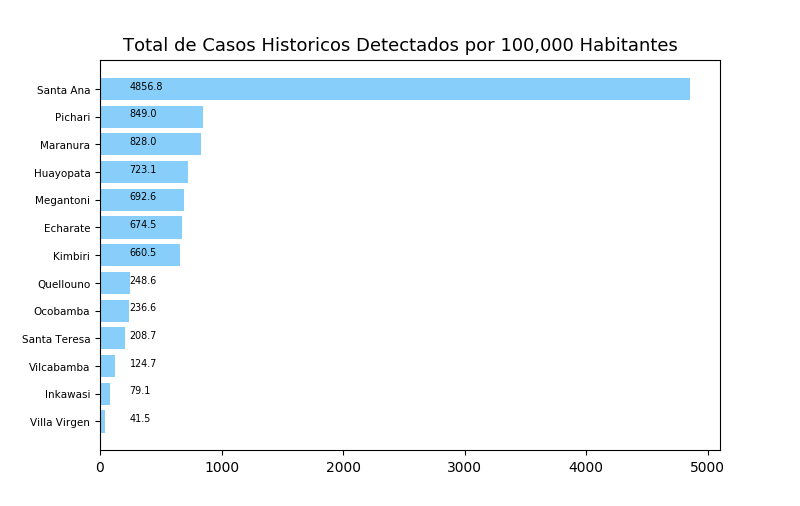 Total de Casos Historicos Detectados por 100,000 Habitantes
Santa Ana 4856.8
Pichari 849.0
Maranura 828.0
Huayopata 723.1
Megantoni 692.6
Echarate 674.5
Kimbiri 660.5
Quellouno 248.6
Ocobamba 236.6
Santa Teresa 208.7
Vilcabamba 124.7
Inkawasi 79.1
Villa Virgen 41.5
0 1000 2000 3000 4000 5000